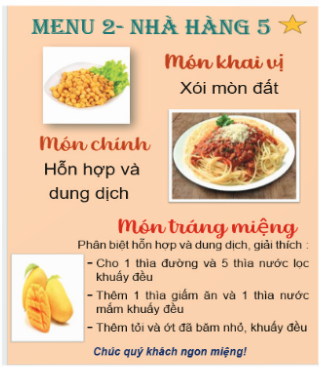 MENU 2- NHÀ HÀNG 5
Món khai vị
Xói mòn đất
Món chính
Hỗn hợp và
dung dịch
Món tráng miệng
Phân biệt hỗn hợp và dung dịch, giải thích :
- Cho 1 thìa đường và 5 thìa nước lọc
khuấy đều
- Thêm 1 thìa giấm ăn và 1 thìa nước
mắm khuấy đều
- Thêm tỏi và ớt đã băm nhỏ, khuấy đều
Chúc quý khách ngon miệng!